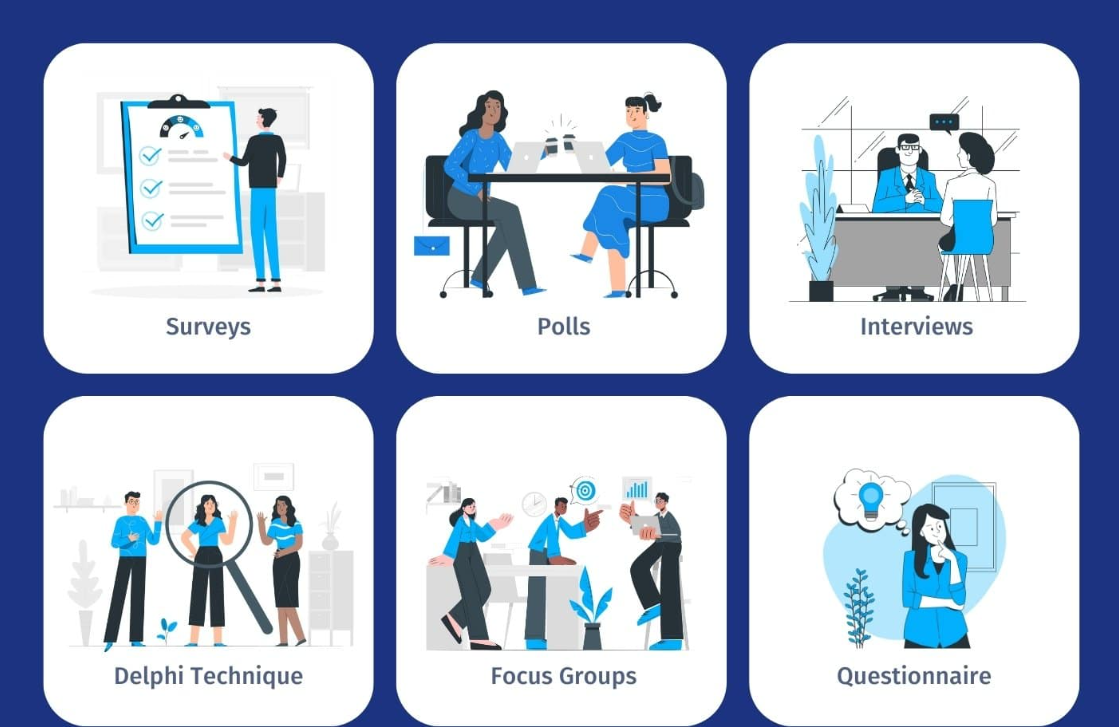 Surveys
Polls
Interviews
Delphi Technique
Focus Groups
Questionnaire